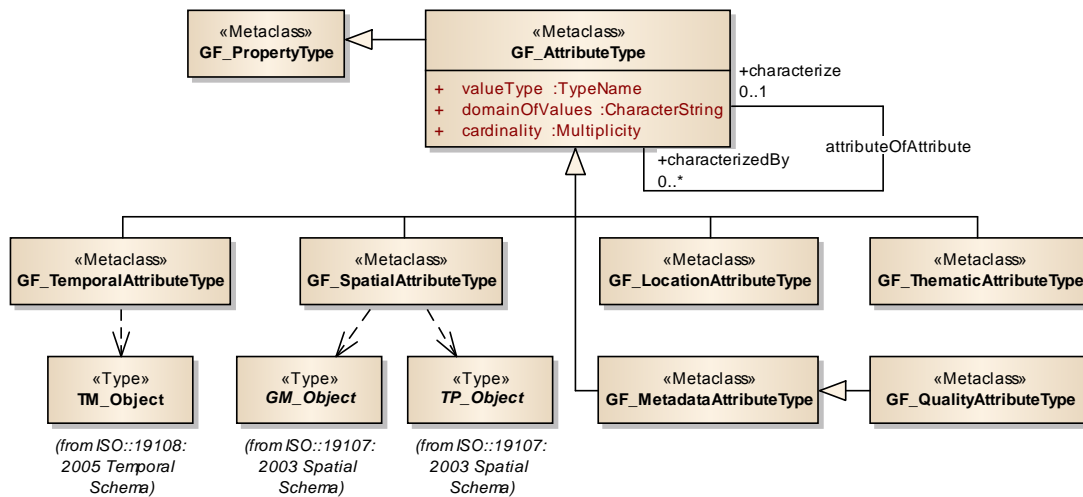 «Metaclass»
GF_PropertyType
«Metaclass»
GF_AttributeType
+ valueType :TypeName
+ domainOfValues :CharacterString
+ cardinality :Multiplicity
+characterize
0..1
attributeOfAttribute
+characterizedBy
0..*
«Metaclass»
GF_TemporalAttributeType
«Metaclass»
GF_SpatialAttributeType
«Metaclass»
GF_LocationAttributeType
«Metaclass»
GF_ThematicAttributeType
«Type»
TM_Object
(from ISO::19108:
2005 Temporal
Schema)
«Type»
GM_Object
(from ISO::19107:
2003 Spatial
Schema)
«Type»
TP_Object
(from ISO::19107:
2003 Spatial
Schema)
«Metaclass»
GF_MetadataAttributeType
«Metaclass»
GF_QualityAttributeType